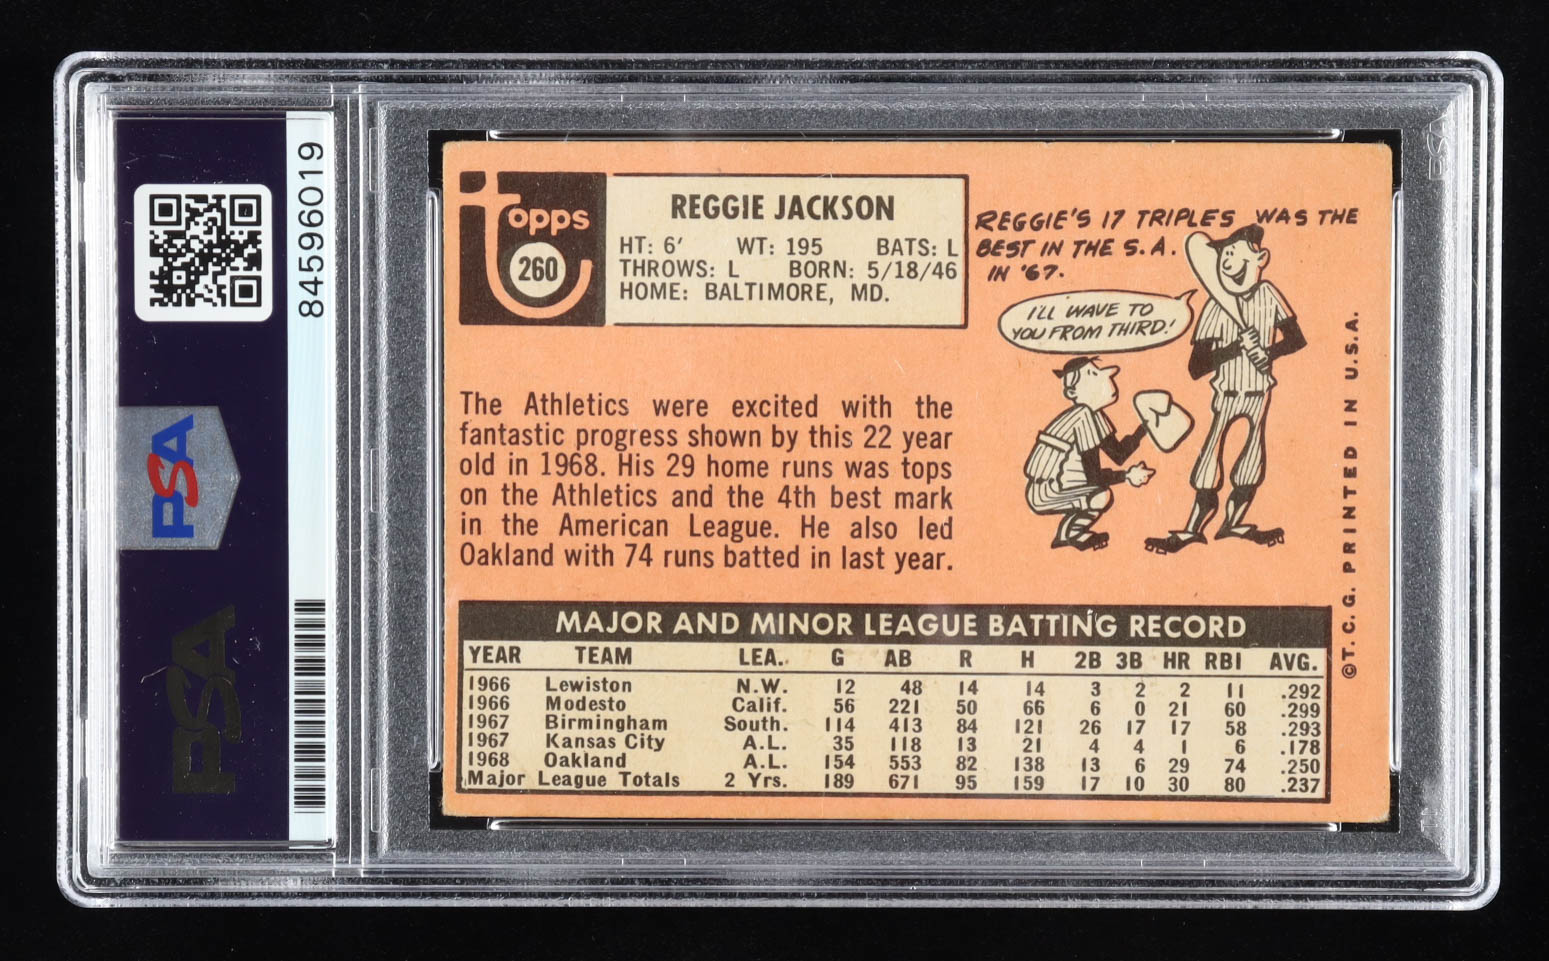 84596019
PSA
PSA
PSA
Topps
260
REGGIE JACKSON
HT: 6' WT: 195 BATS: L
THROWS: L BORN: 5/18/46
HOME: BALTIMORE, MD.
REGGIE'S 17 TRIPLES WAS THE
BEST IN THE S.A.
IN '67.
I'LL WAVE TO
YOU FROM THIRD!
The Athletics were excited with the
fantastic progress shown by this 22 year
old in 1968. His 29 home runs was tops
on the Athletics and the 4th best mark
in the American League. He also led
Oakland with 74 runs batted in last year.
MAJOR AND MINOR LEAGUE BATTING RECORD
YEAR TEAM LEA. G AB R H 2B 3B HR RBI AVG.
1966 Lewiston N.W. 12 48 14 14 3 2 2 11 .292
1966 Modesto Calif. 56 221 50 66 6 0 21 60 .299
1967 Birmingham South. 114 413 84 121 26 17 17 58 .293
1967 Kansas City A.L. 35 118 13 21 4 4 1 6 .178
1968 Oakland A.L. 154 553 82 138 13 6 29 74 .250
Major League Totals 2 Yrs. 189 671 95 159 17 10 30 80 .237
©T.C.G. PRINTED IN U.S.A.